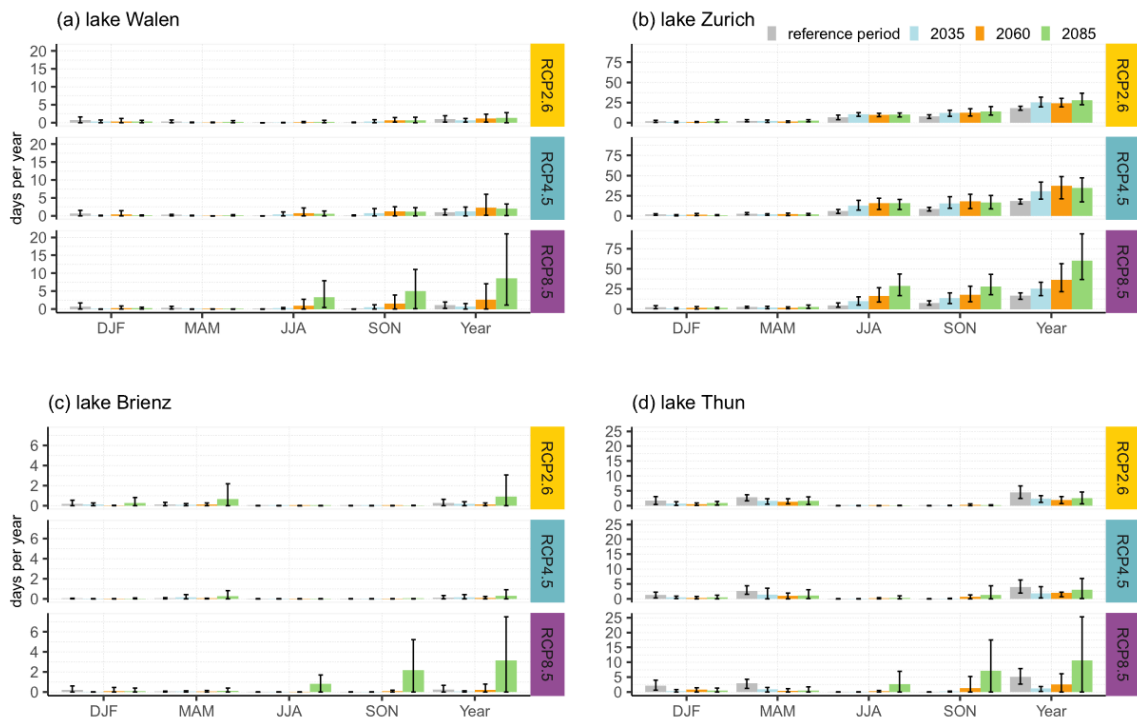 (a) lake Walen
days per year
20
15
10
5
0
RCP2.6
20
15
10
5
0
RCP4.5
20
15
10
5
0
RCP8.5
DJF MAM JJA SON Year
(b) lake Zurich
reference period 2035 2060 2085
75
50
25
0
RCP2.6
75
50
25
0
RCP4.5
75
50
25
0
RCP8.5
DJF MAM JJA SON Year
(c) lake Brienz
days per year
6
4
2
0
RCP2.6
6
4
2
0
RCP4.5
6
4
2
0
RCP8.5
DJF MAM JJA SON Year
(d) lake Thun
25
20
15
10
5
0
RCP2.6
25
20
15
10
5
0
RCP4.5
25
20
15
10
5
0
RCP8.5
DJF MAM JJA SON Year